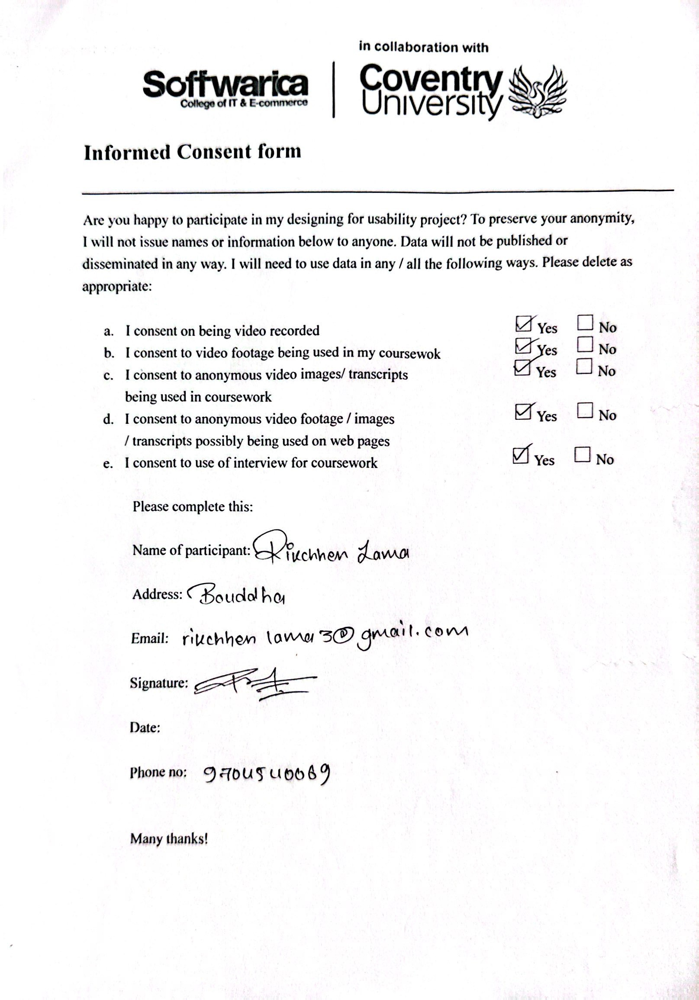 in collaboration with
Softwarica
College of IT & E-commerce
Coventry
University
Informed Consent form
Are you happy to participate in my designing for usability project? To preserve your anonymity,
I will not issue names or information below to anyone. Data will not be published or
disseminated in any way. I will need to use data in any / all the following ways. Please delete as
appropriate:
a. I consent on being video recorded Yes No
b. I consent to video footage being used in my coursewok Yes No
c. I consent to anonymous video images/ transcripts Yes No
being used in coursework
d. I consent to anonymous video footage / images Yes No
/ transcripts possibly being used on web pages
e. I consent to use of interview for coursework Yes No
Please complete this:
Name of participant: Rikchhen Lama
Address: Bouddha
Email: rikchhen lama3@gmail.com
Signature:
Date:
Phone no: 9704540069
Many thanks!